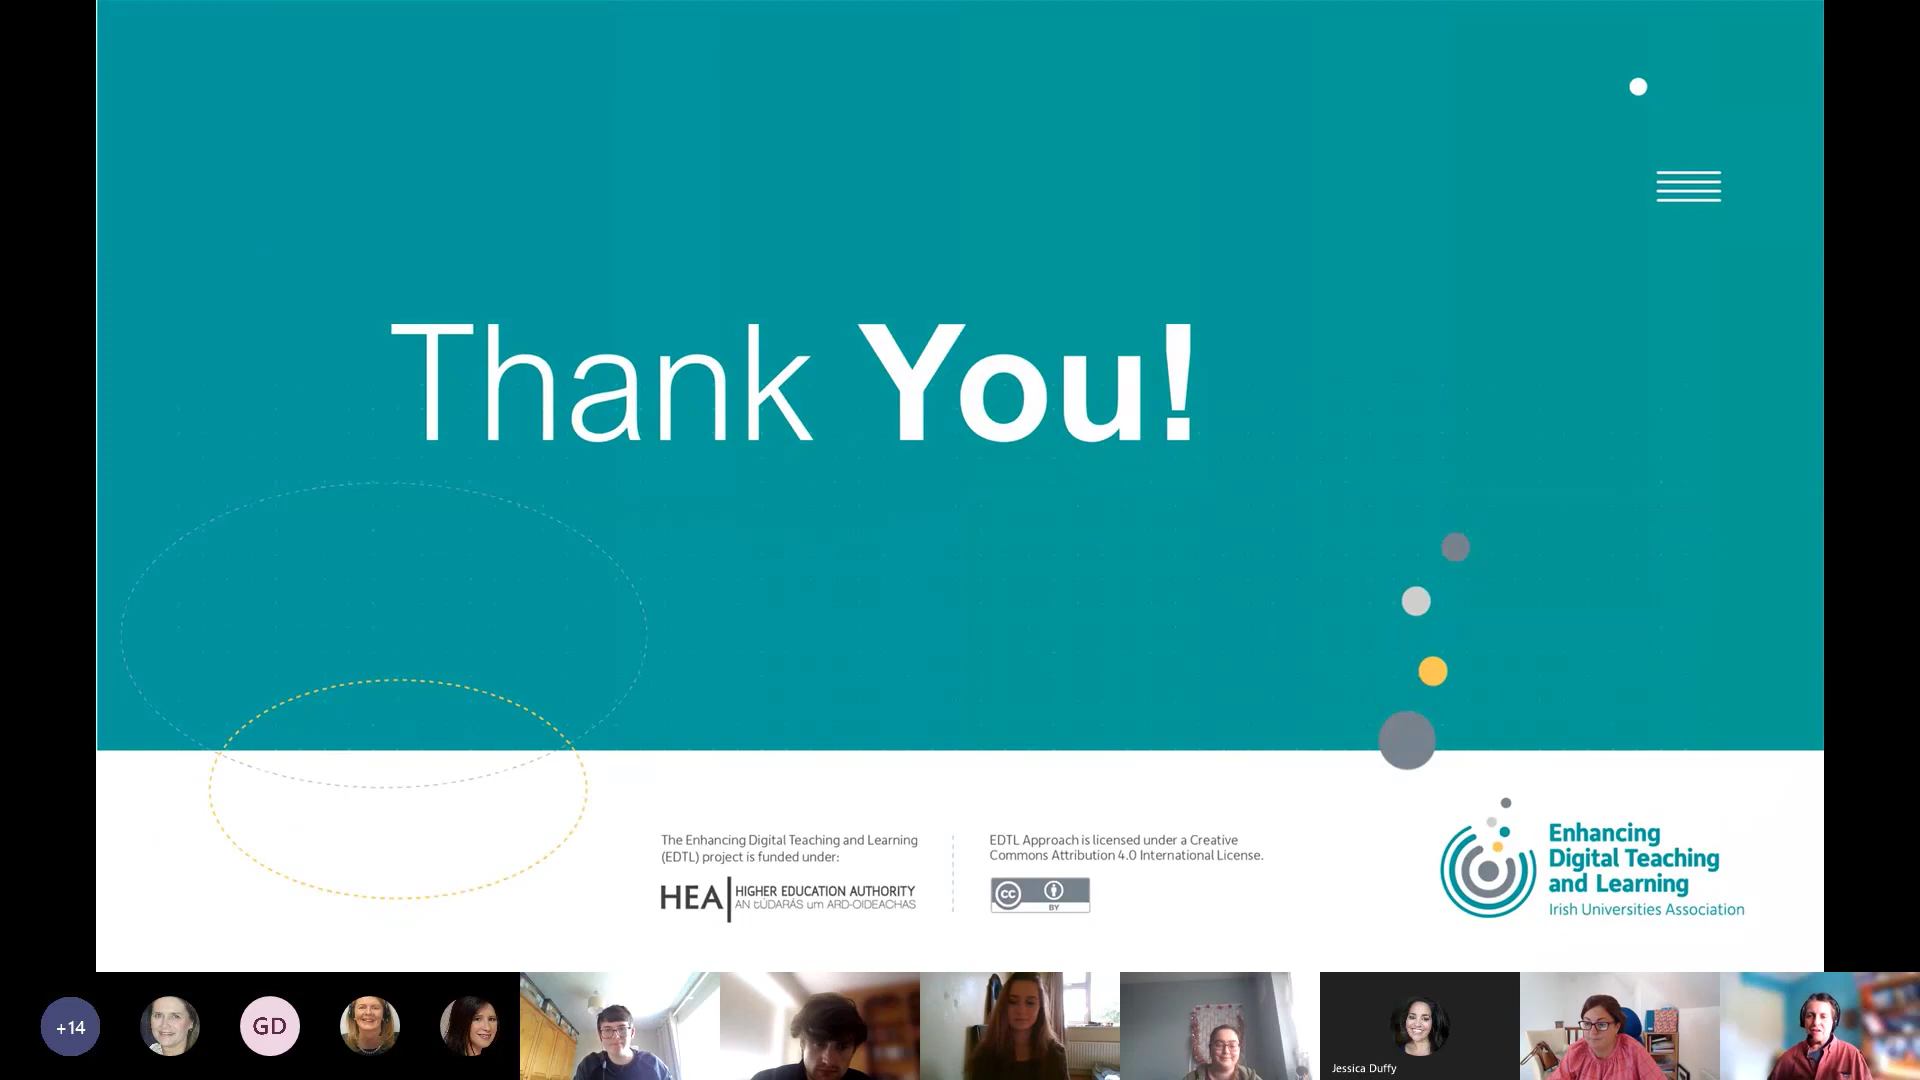 Thank You!
The Enhancing Digital Teaching and Learning
(EDTL) project is funded under:
HEA HIGHER EDUCATION AUTHORITY
AN tÚDARÁS um ARD-OIDEACHAS
EDTL Approach is licensed under a Creative
Commons Attribution 4.0 International License.
cc
BY
Enhancing
Digital Teaching
and Learning
Irish Universities Association
+14
GD
Jessica Duffy